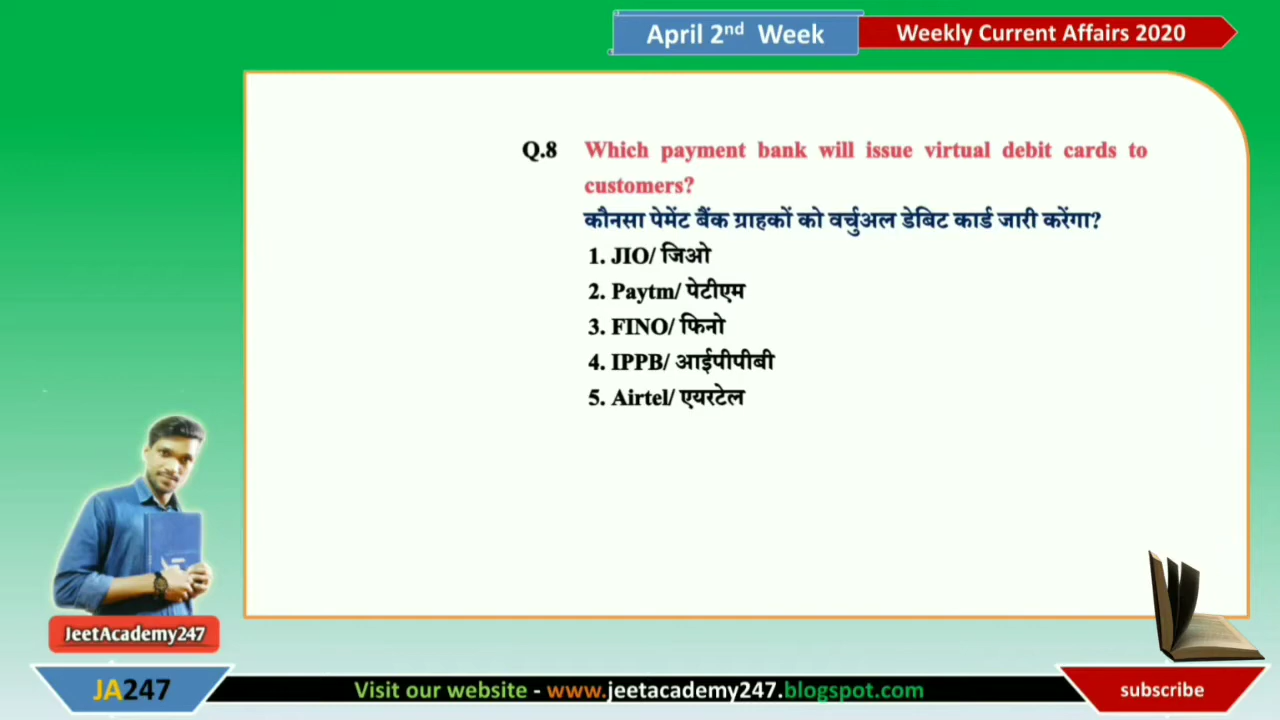 April 2nd Week
Weekly Current Affairs 2020
Q.8 Which payment bank will issue virtual debit cards to
customers?
कौनसा पेमेंट बैंक ग्राहकों को वर्चुअल डेबिट कार्ड जारी करेंगा?
1. JIO/ जिओ
2. Paytm/ पेटीएम
3. FINO/ फिनो
4. IPPB/ आईपीपीबी
5. Airtel/ एयरटेल
JeetAcademy247
JA247
Visit our website - www.jeetacademy247.blogspot.com
subscribe